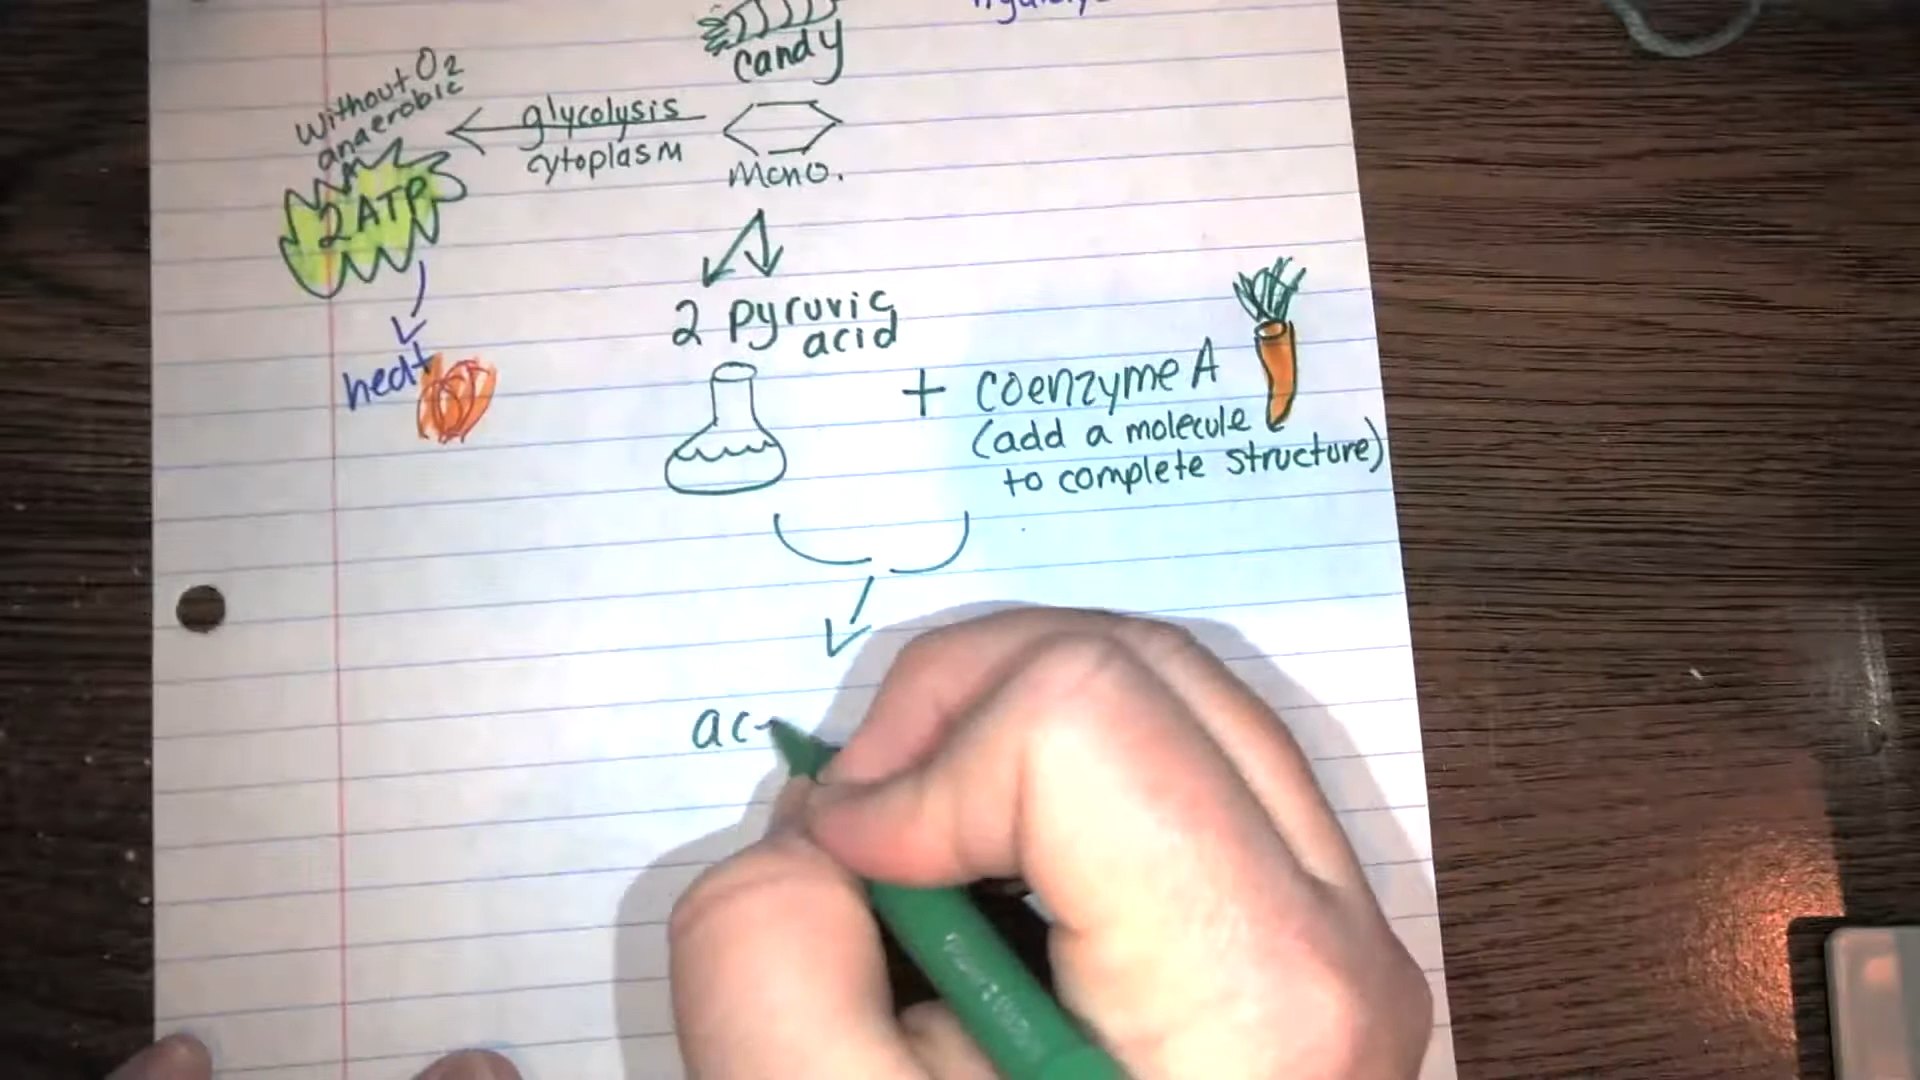 candy
without O2
anaerobic
glycolysis
cytoplasm
Mono.
2 ATP
heat
2 pyruvic
acid
+ coenzyme A
(add a molecule
to complete structure)
ac